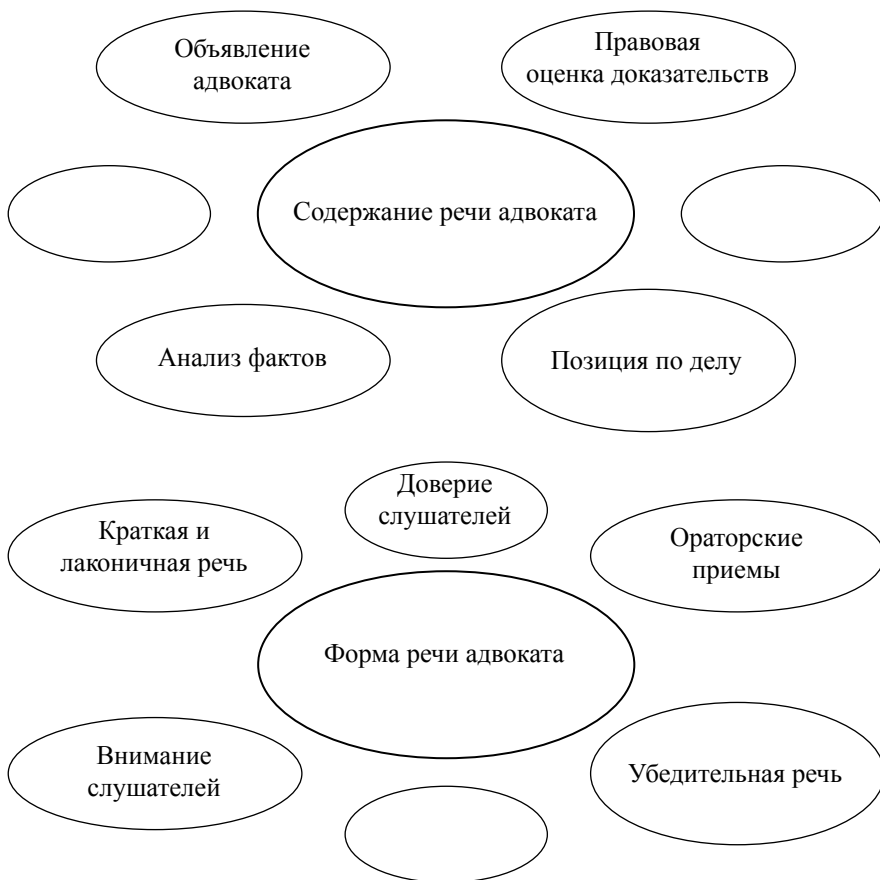 Объявление
адвоката
Правовая
оценка доказательств
Содержание речи адвоката
Анализ фактов
Позиция по делу
Доверие
слушателей
Краткая и
лаконичная речь
Ораторские
приемы
Форма речи адвоката
Внимание
слушателей
Убедительная речь